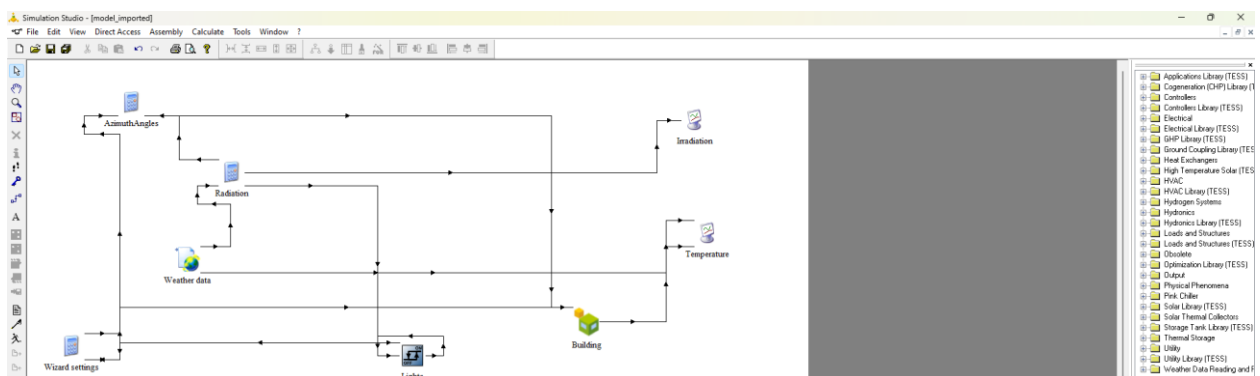 Simulation Studio - [model_imported]
File Edit View Direct Access Assembly Calculate Tools Window ?
AzimuthAngles
Irradiation
Radiation
Temperature
Weather data
Building
Wizard settings
Lights
Applications Library (TESS)
Cogeneration (CHP) Library (T
Controllers
Controllers Library (TESS)
Electrical
Electrical Library (TESS)
GHP Library (TESS)
Ground Coupling Library (TES
Heat Exchangers
High Temperature Solar (TES
HVAC
HVAC Library (TESS)
Hydrogen Systems
Hydronics
Hydronics Library (TESS)
Loads and Structures
Loads and Structures (TESS)
Obsolete
Optimization Library (TESS)
Output
Physical Phenomena
Pink Chiller
Solar Library (TESS)
Solar Thermal Collectors
Storage Tank Library (TESS)
Thermal Storage
Utility
Utility Library (TESS)
Weather Data Reading and P